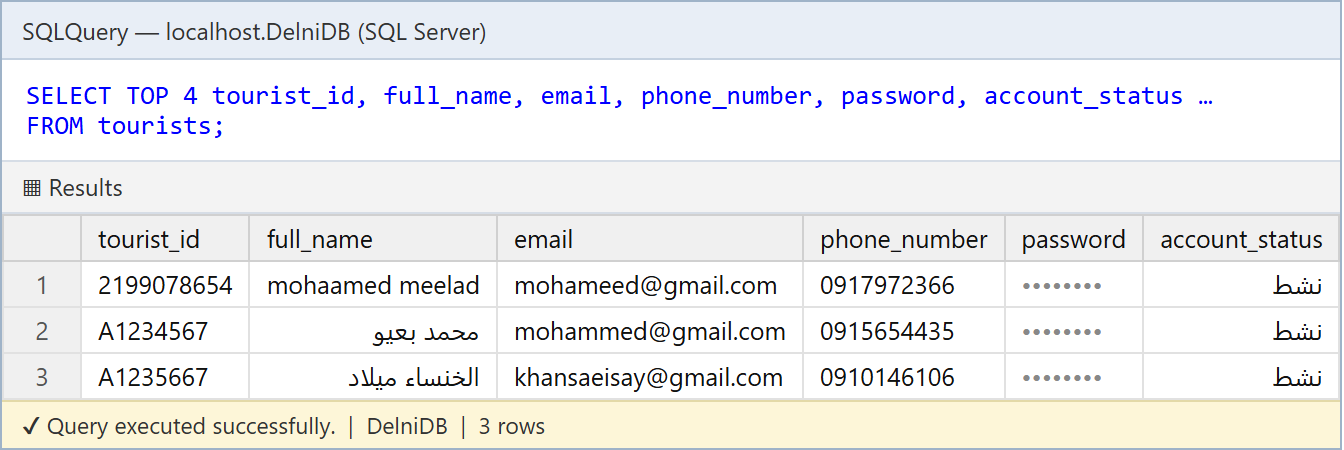 SQLQuery — localhost.DelniDB (SQL Server)
SELECT TOP 4 tourist_id, full_name, email, phone_number, password, account_status …
FROM tourists;
▦ Results
tourist_id full_name email phone_number password account_status
1 2199078654 mohaamed meelad mohameed@gmail.com 0917972366 •••••••• نشط
2 A1234567 محمد بعيو mohammed@gmail.com 0915654435 •••••••• نشط
3 A1235667 الخنساء ميلاد khansaeisay@gmail.com 0910146106 •••••••• نشط
✔ Query executed successfully. | DelniDB | 3 rows